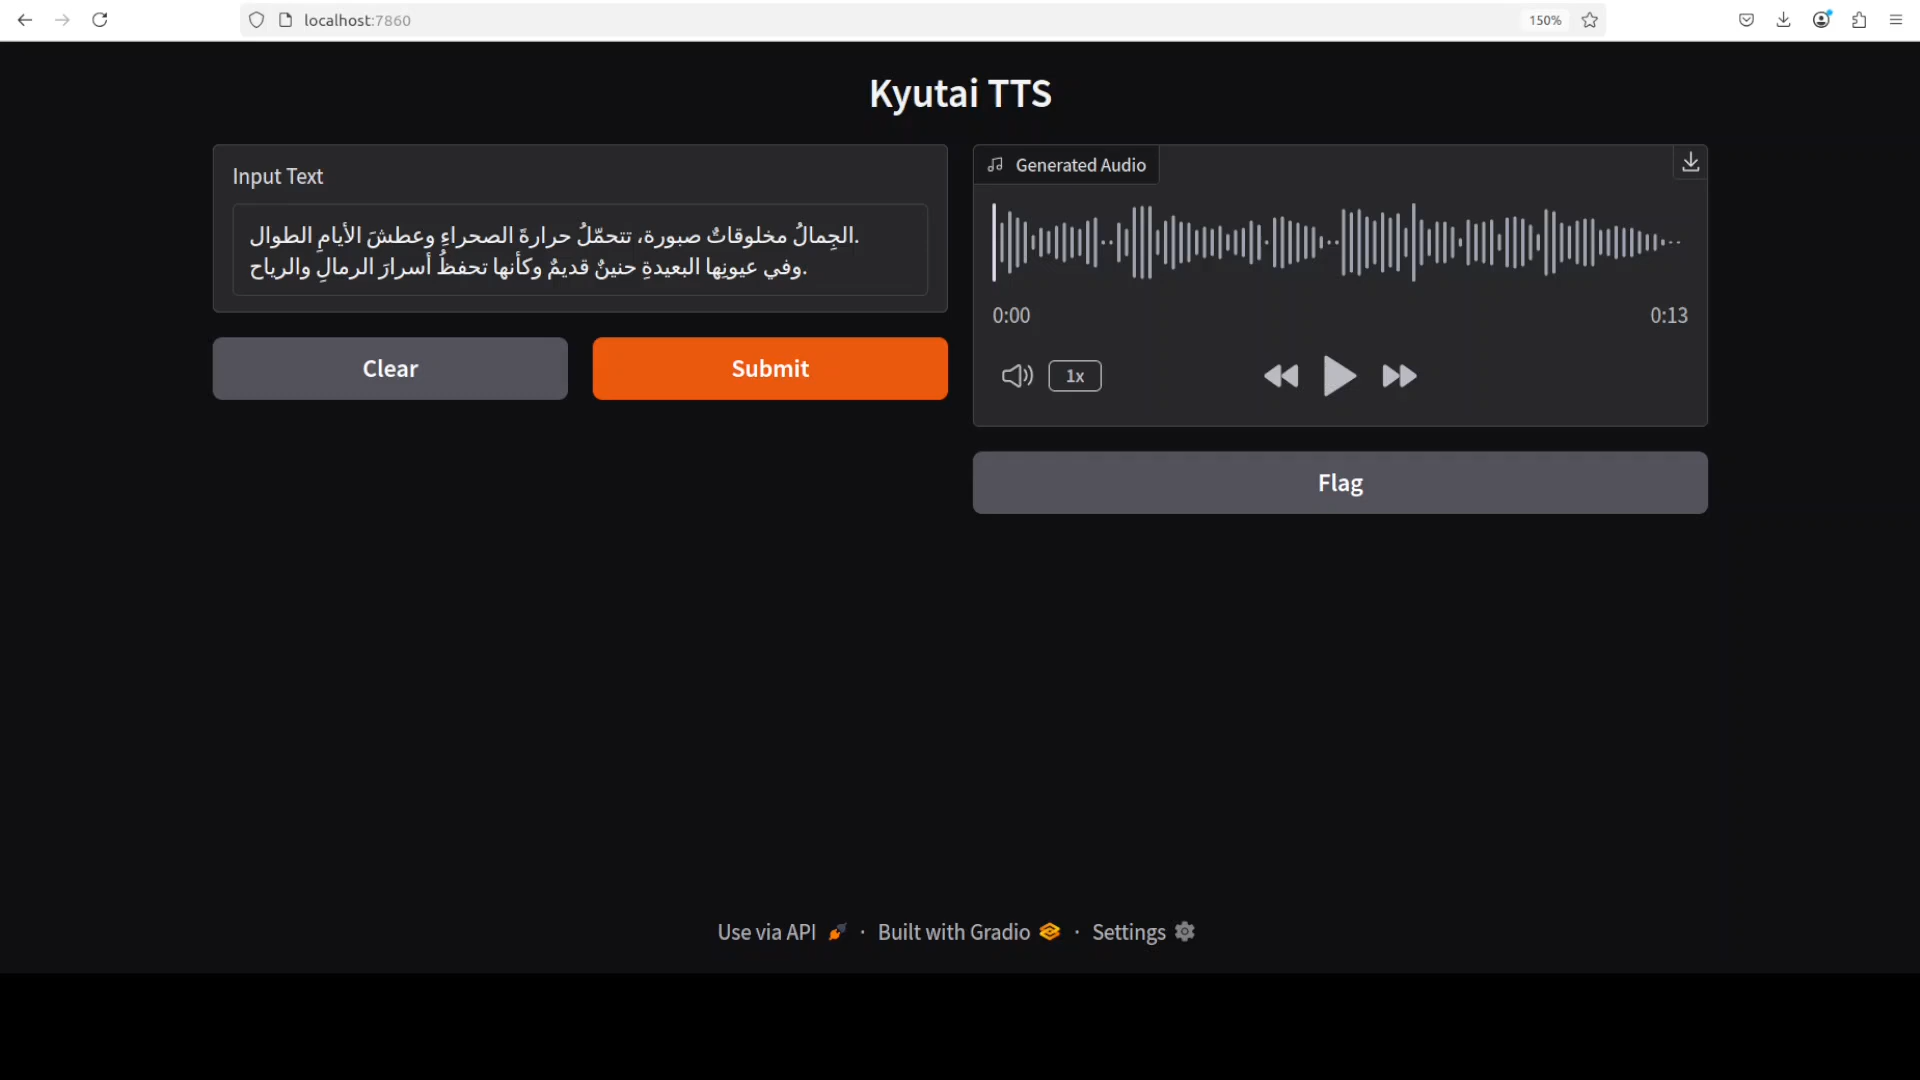 localhost:7860
150%
Kyutai TTS
Input Text
الجِمالُ مخلوقاتٌ صبورة، تتحمّلُ حرارةَ الصحراءِ وعطشَ الأيامِ الطوال.
وفي عيونِها البعيدةِ حنينٌ قديمٌ وكأنها تحفظُ أسرارَ الرمالِ والرياح.
Clear
Submit
Generated Audio
0:00
0:13
1x
Flag
Use via API · Built with Gradio · Settings